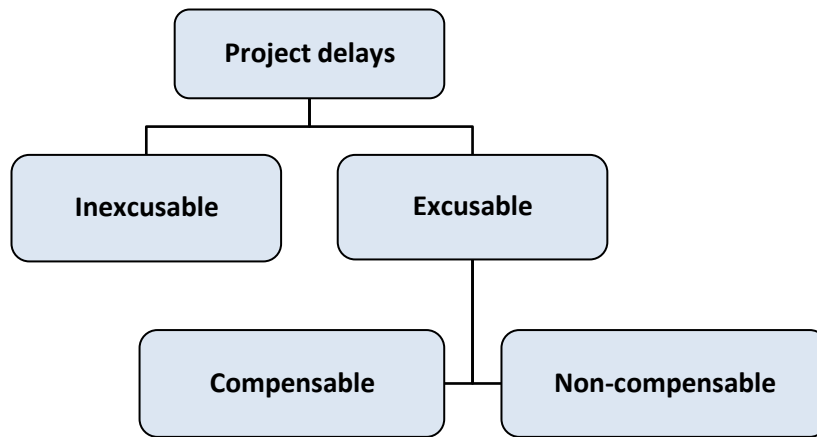 Project delays
Inexcusable
Excusable
Compensable
Non-compensable